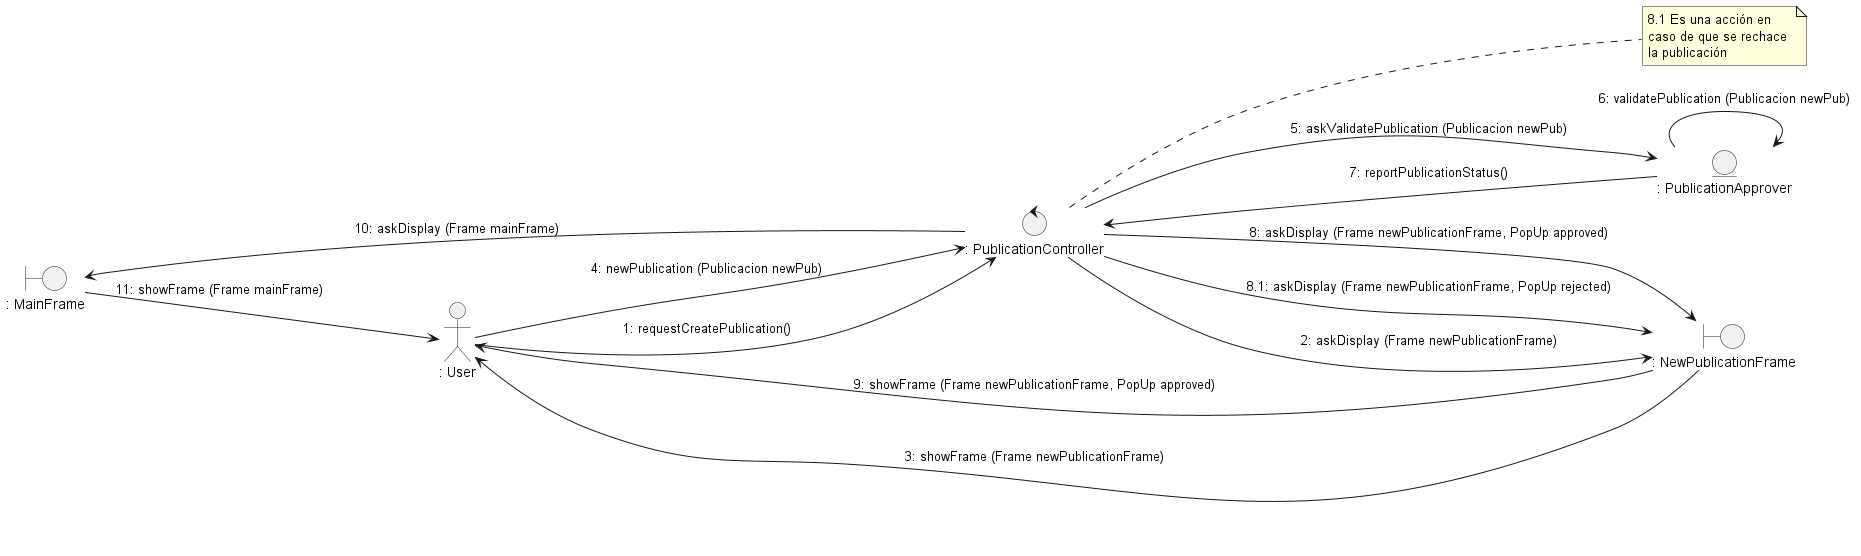 8.1 Es una acción en
caso de que se rechace
la publicación
6: validatePublication (Publicacion newPub)
5: askValidatePublication (Publicacion newPub)
7: reportPublicationStatus()
: PublicationApprover
10: askDisplay (Frame mainFrame)
8: askDisplay (Frame newPublicationFrame, PopUp approved)
: PublicationController
4: newPublication (Publicacion newPub)
11: showFrame (Frame mainFrame)
8.1: askDisplay (Frame newPublicationFrame, PopUp rejected)
: MainFrame
1: requestCreatePublication()
2: askDisplay (Frame newPublicationFrame)
: NewPublicationFrame
: User
9: showFrame (Frame newPublicationFrame, PopUp approved)
3: showFrame (Frame newPublicationFrame)